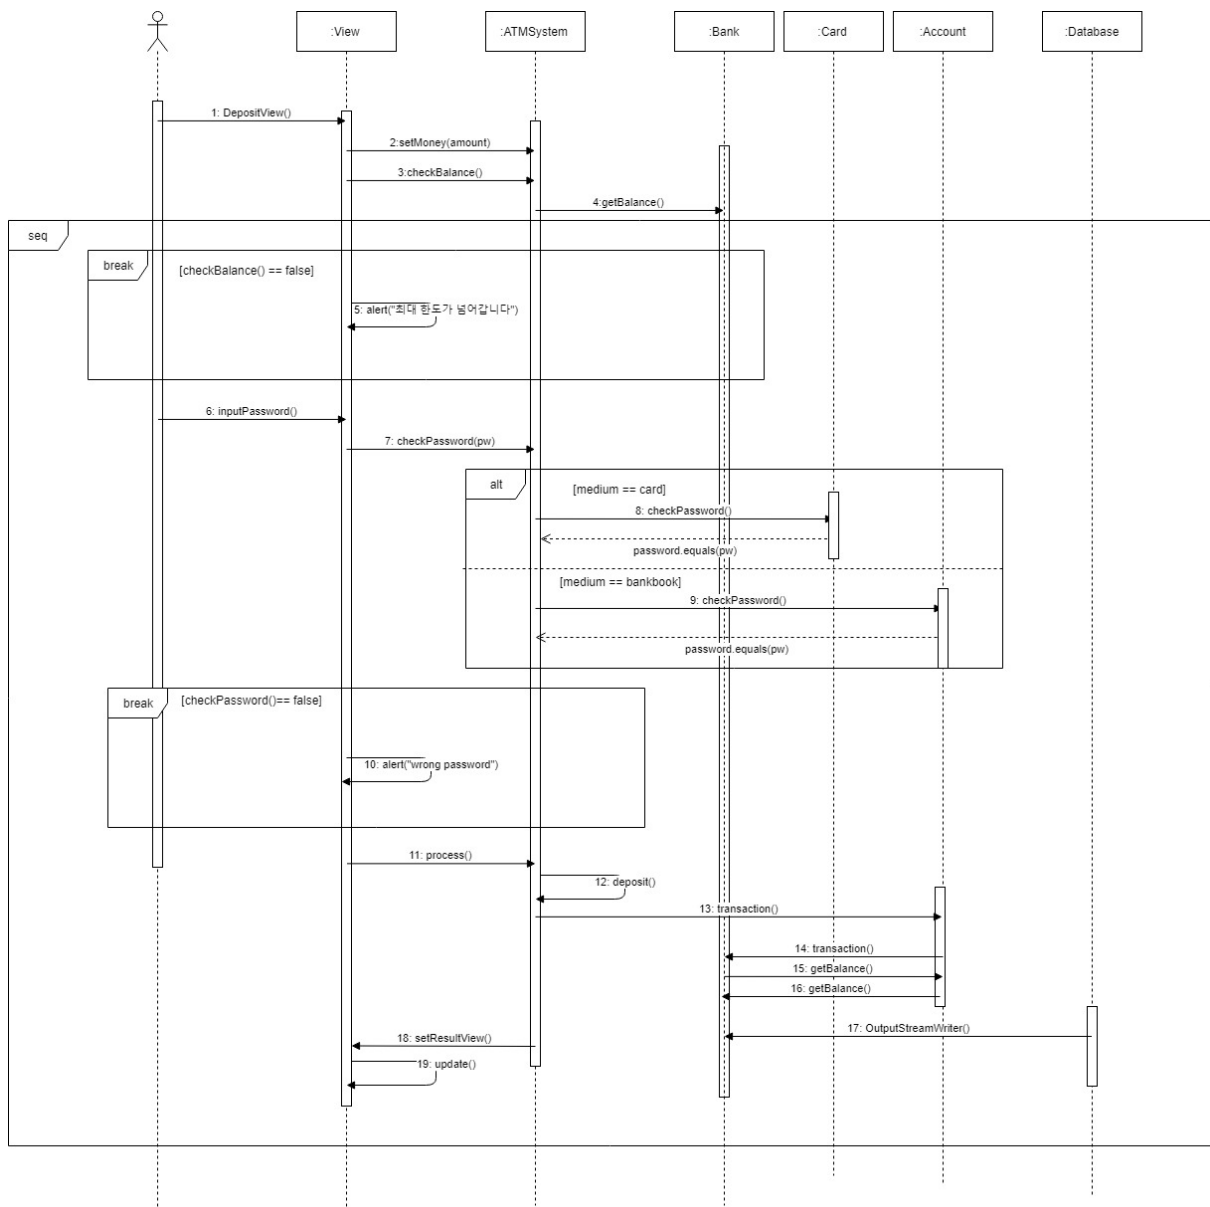 :View
:ATMSystem
:Bank
:Card
:Account
:Database
1: DepositView()
2:setMoney(amount)
3:checkBalance()
4:getBalance()
seq
break
[checkBalance() == false]
5: alert("최대 한도가 넘어갑니다")
6: inputPassword()
7: checkPassword(pw)
alt
[medium == card]
8: checkPassword()
password.equals(pw)
[medium == bankbook]
9: checkPassword()
password.equals(pw)
break
[checkPassword()== false]
10: alert("wrong password")
11: process()
12: deposit()
13: transaction()
14: transaction()
15: getBalance()
16: getBalance()
17: OutputStreamWriter()
18: setResultView()
19: update()